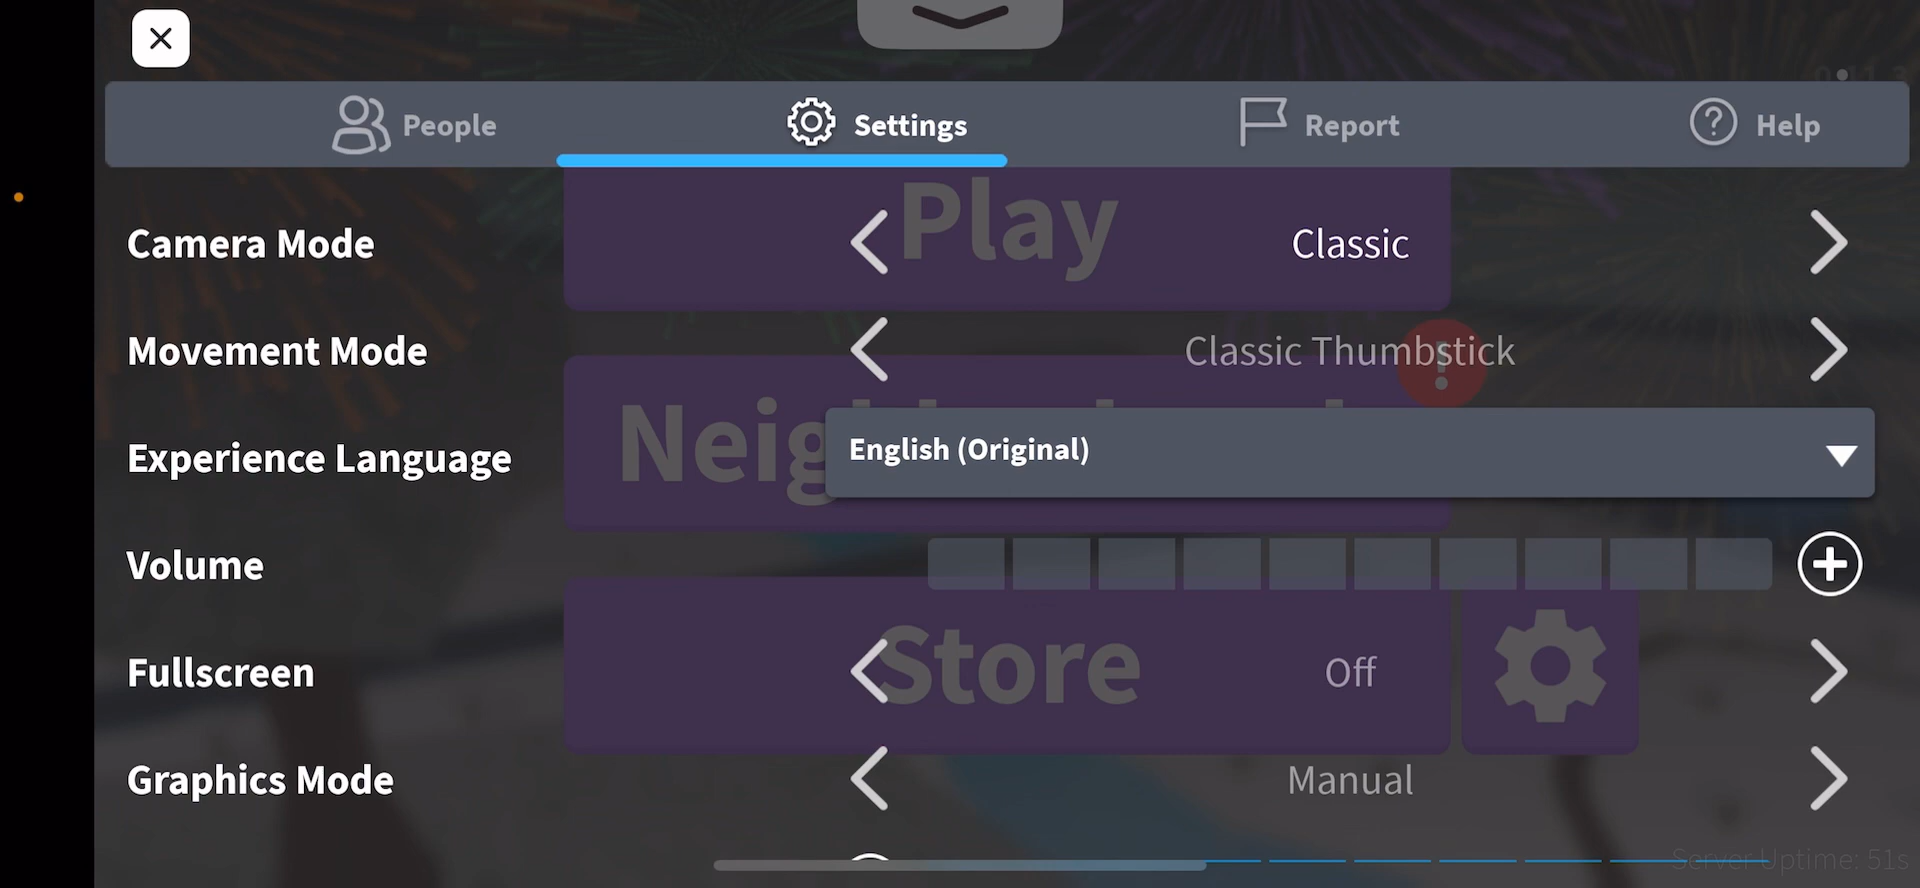 People
Settings
Report
Help
Play
Camera Mode
Classic
Movement Mode
Classic Thumbstick
Experience Language
English (Original)
Volume
Store
Fullscreen
Off
Graphics Mode
Manual
Server Uptime: 51s